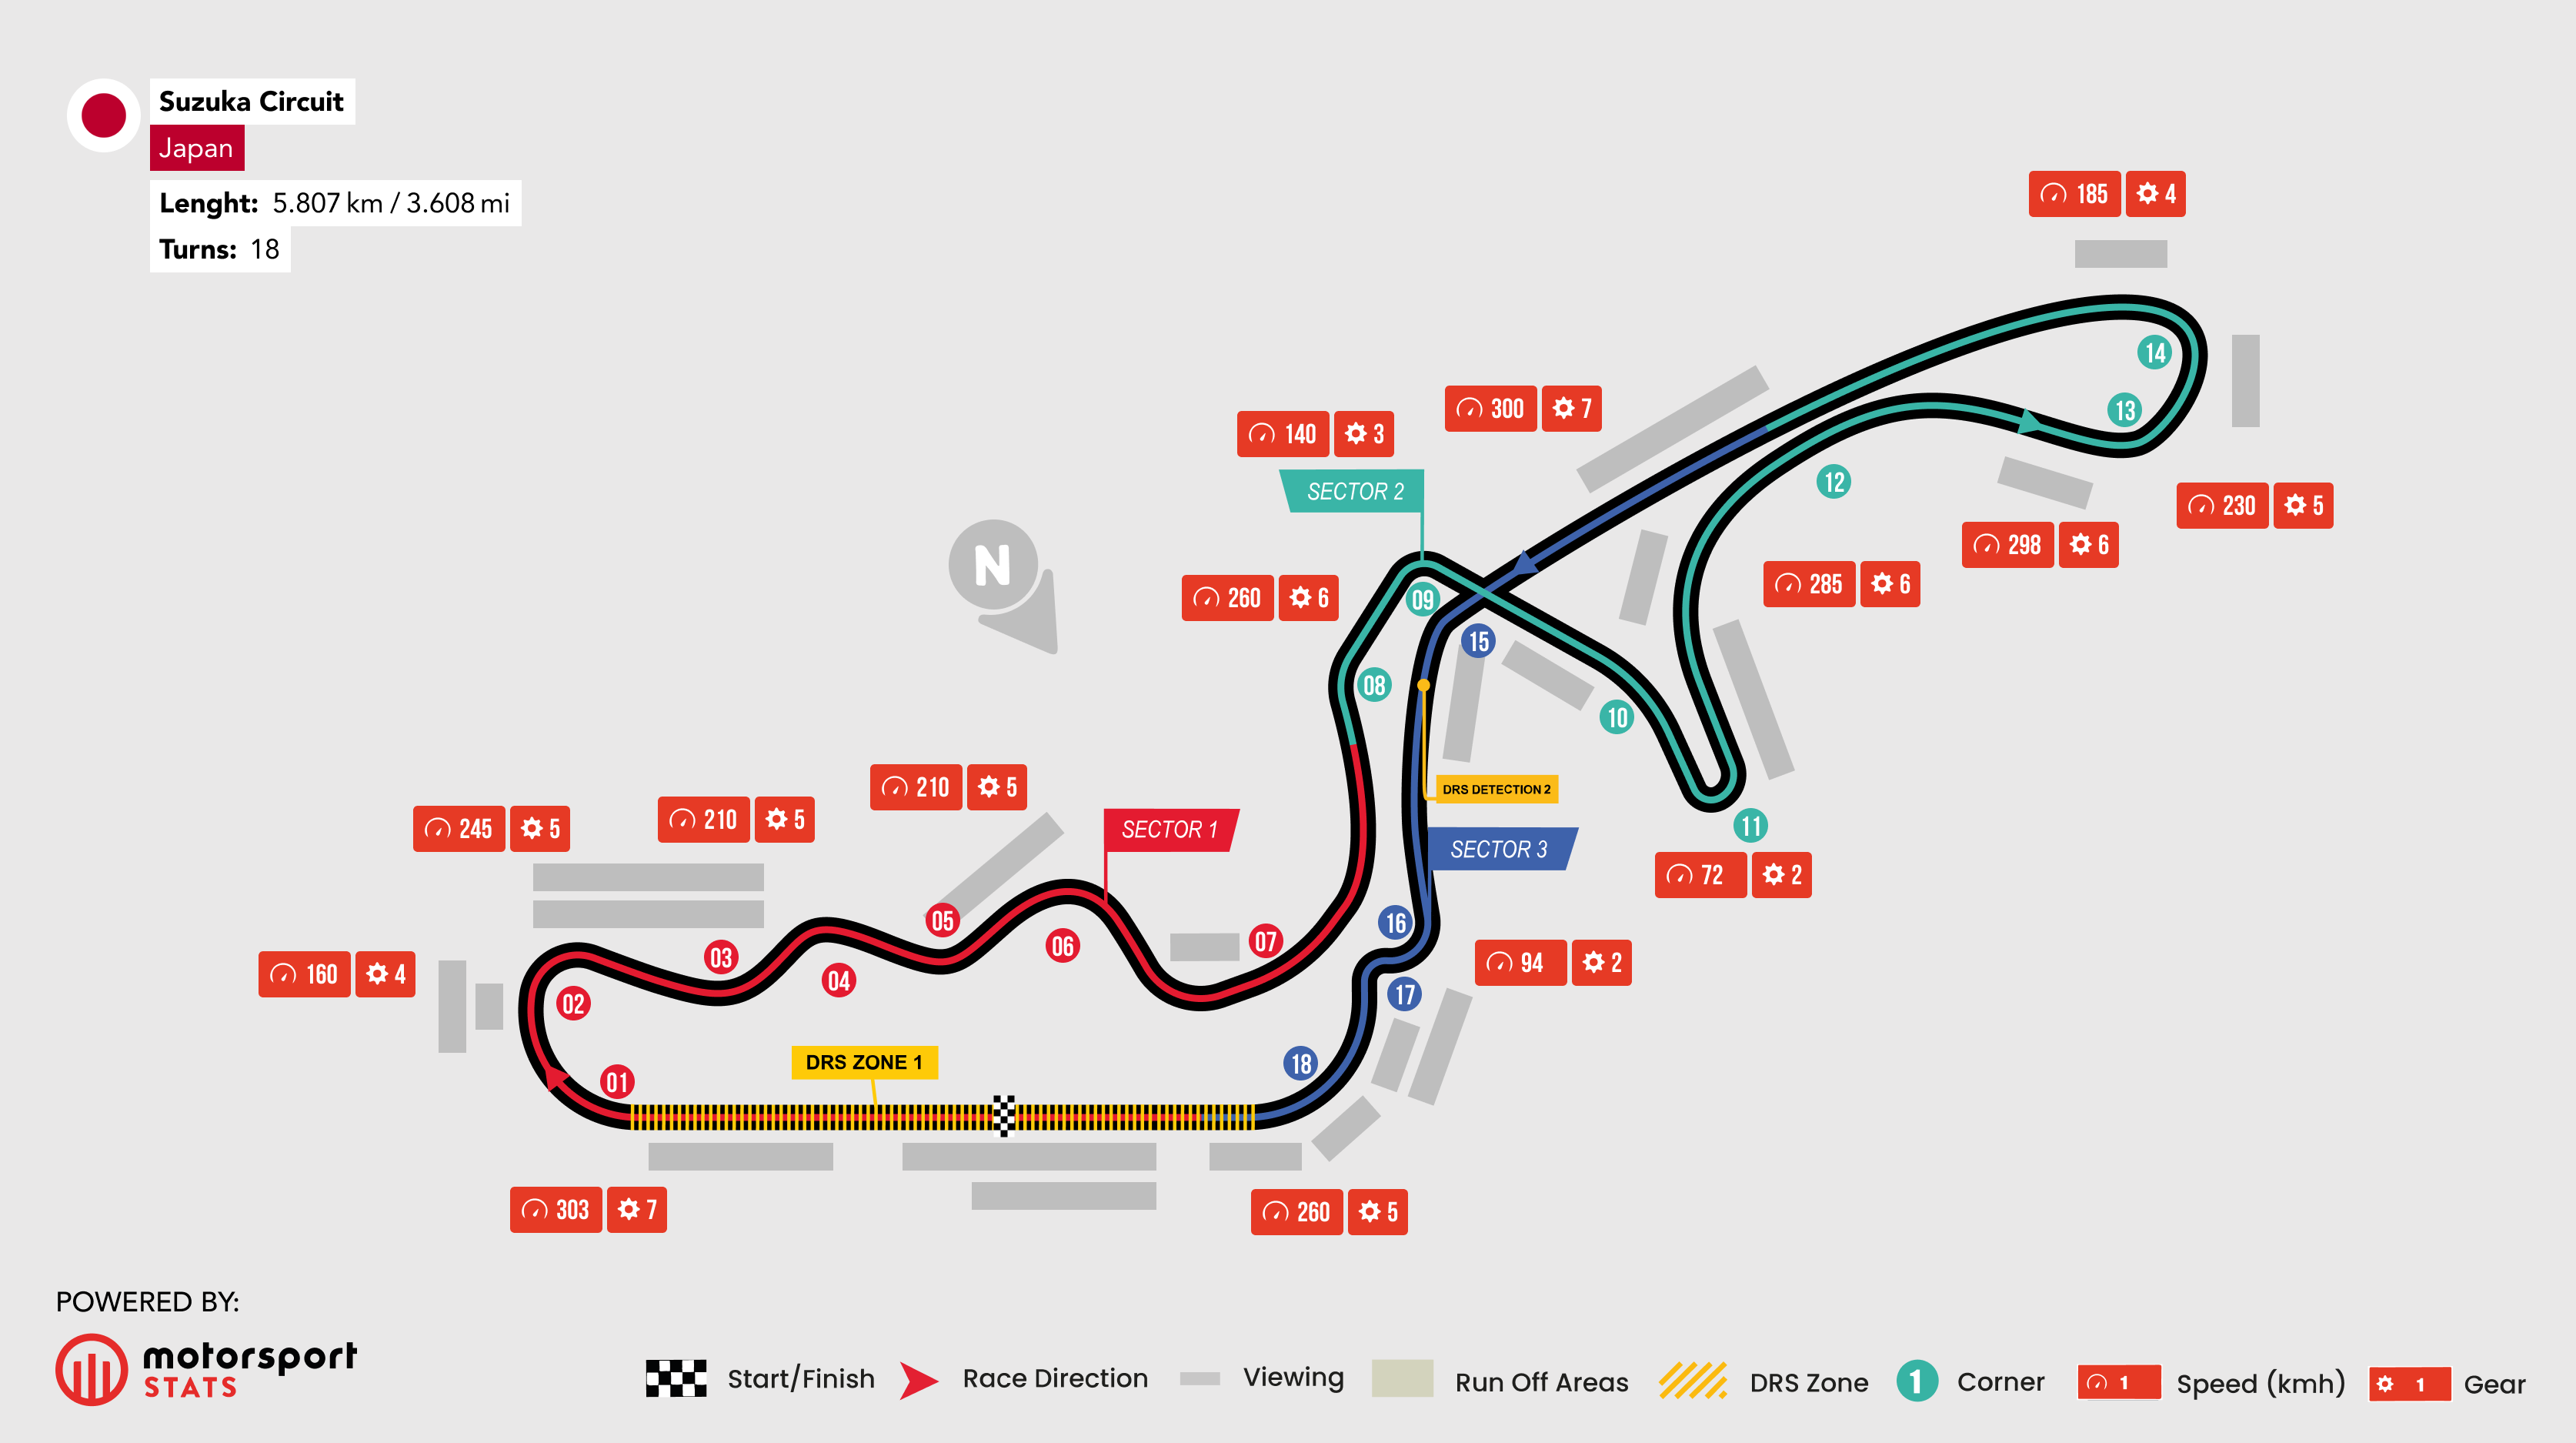 Suzuka Circuit
Japan
Lenght: 5.807 km / 3.608 mi
Turns: 18
185 4
14
13
300 7
140 3
SECTOR 2
12
230 5
298 6
N
260 6
09
285 6
15
08
10
DRS DETECTION 2
210 5
245 5
210 5
SECTOR 1
SECTOR 3
11
72 2
05
16
06
07
03
94 2
160 4
04
02
17
DRS ZONE 1
18
01
303 7
260 5
POWERED BY:
motorsport
STATS
Start/Finish
Race Direction
Viewing
Run Off Areas
DRS Zone
1 Corner
1 Speed (kmh)
1 Gear